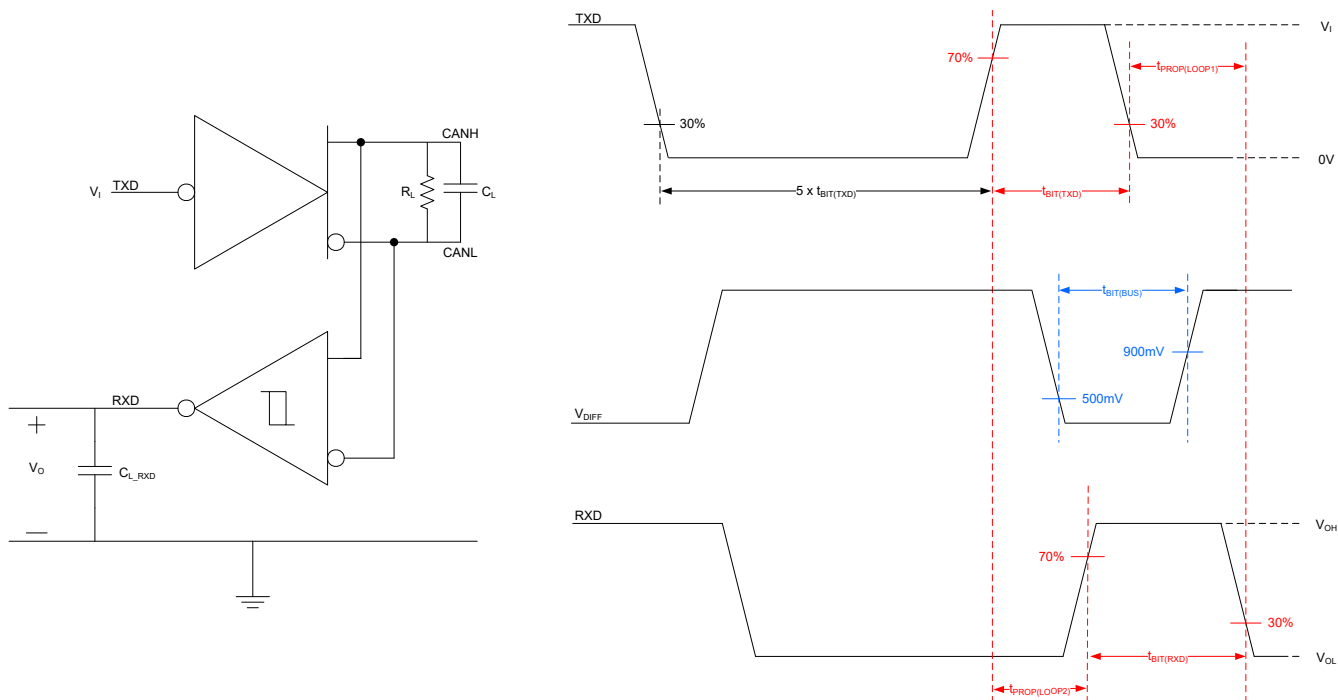 TXD
V_I
70%
t_PROP(LOOP1)
30%
30%
0V
5 x t_BIT(TXD)
t_BIT(TXD)
CANH
V_I
TXD
R_L
C_L
CANL
t_BIT(BUS)
900mV
500mV
V_DIFF
RXD
V_O
C_L_RXD
RXD
V_OH
70%
30%
t_BIT(RXD)
V_OL
t_PROP(LOOP2)